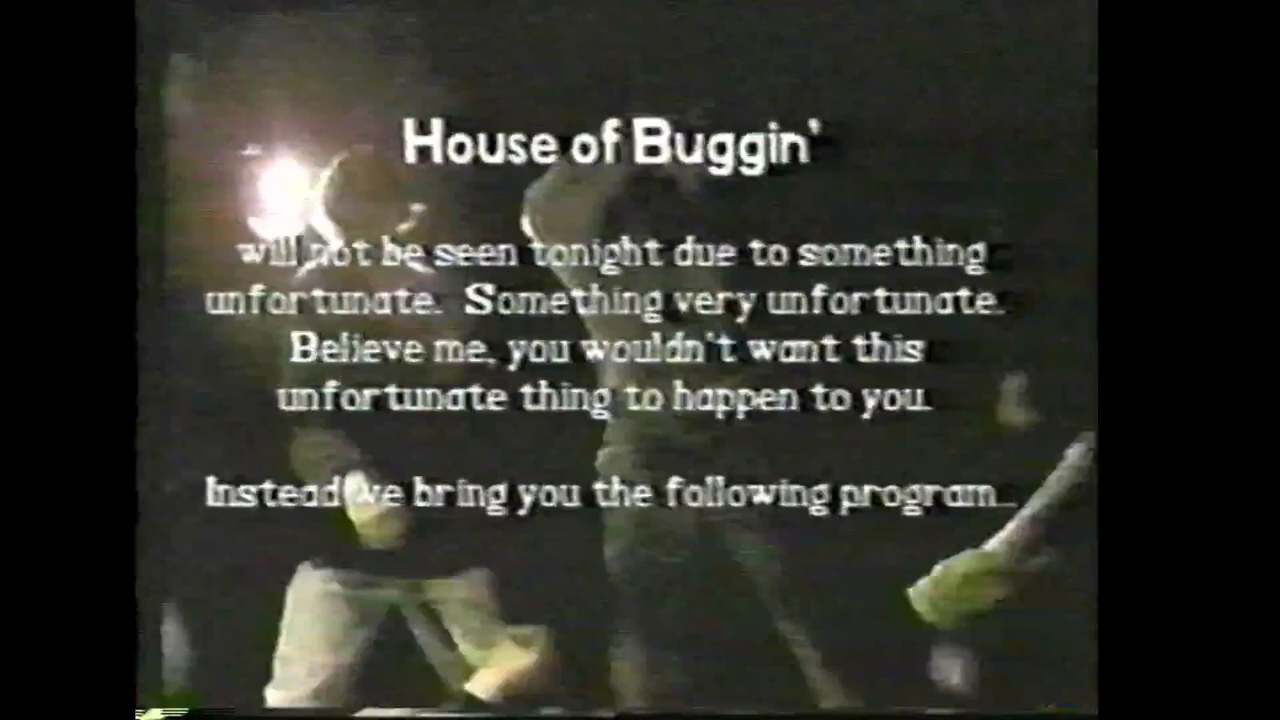 House of Buggin'
will not be seen tonight due to something
unfortunate. Something very unfortunate.
Believe me, you wouldn't want this
unfortunate thing to happen to you.
Instead we bring you the following program...